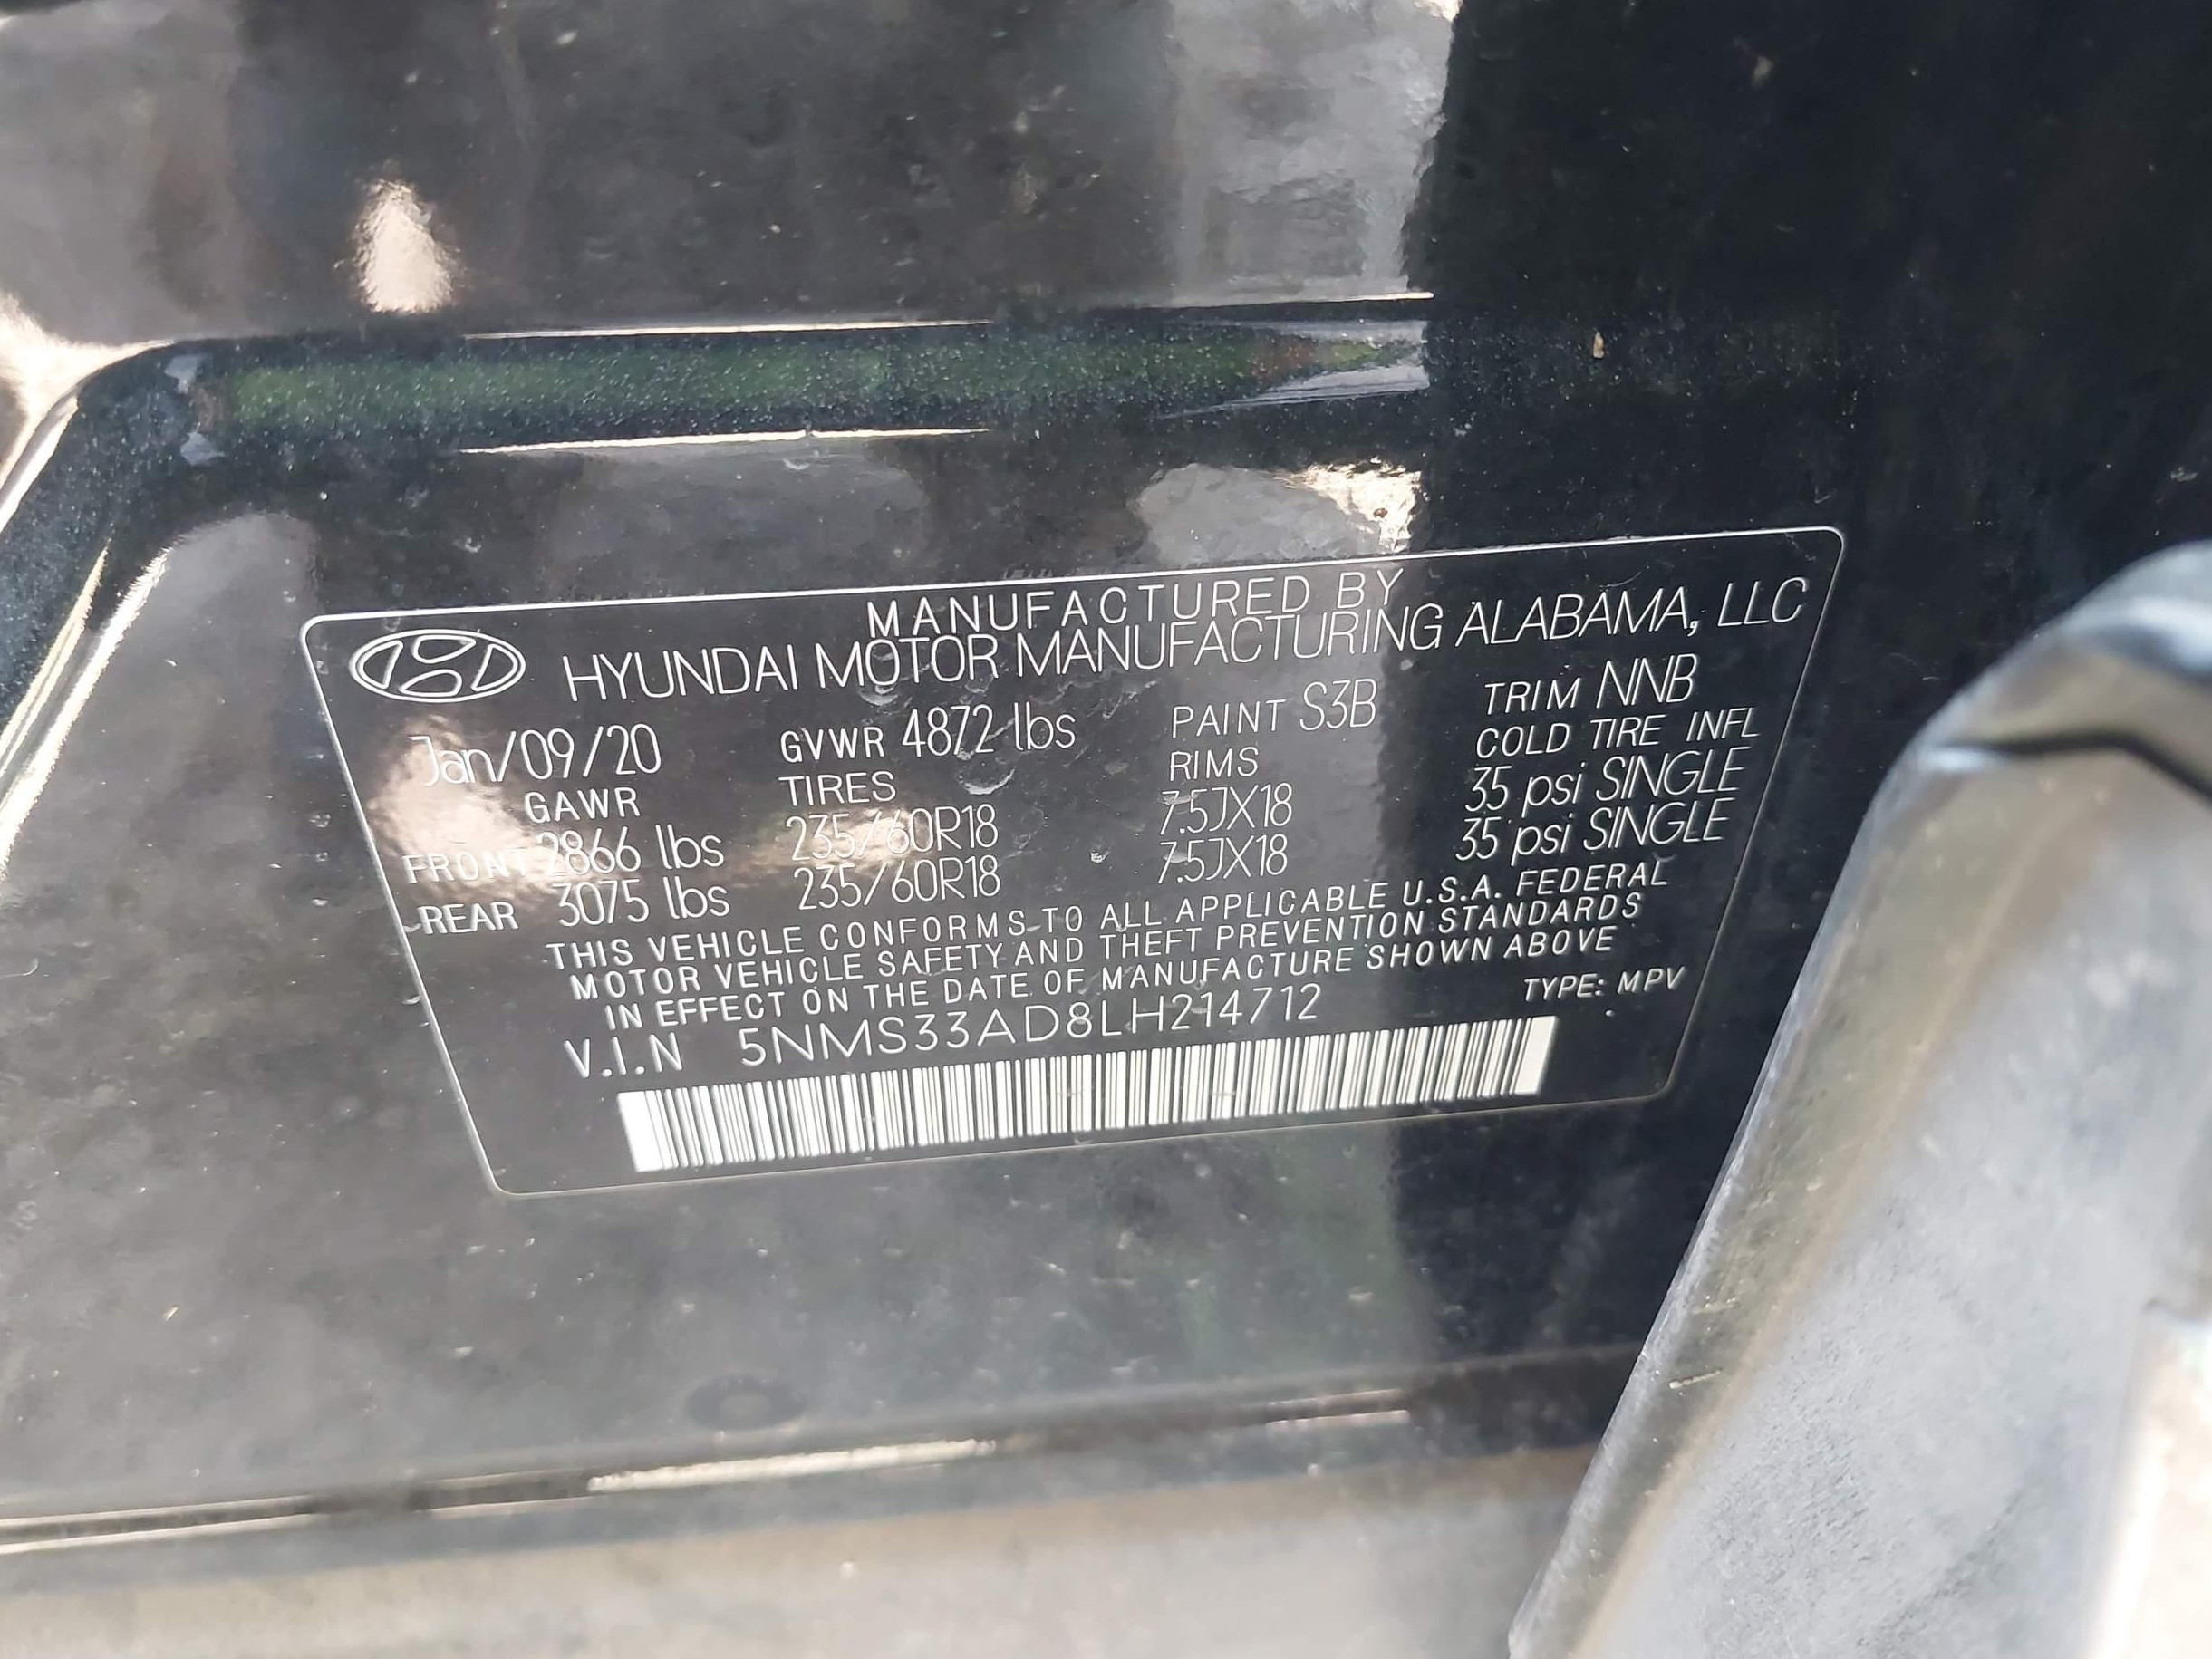 MANUFACTURED BY
HYUNDAI MOTOR MANUFACTURING ALABAMA, LLC
Jan/09/20 GVWR 4872 lbs PAINT S3B TRIM NNB
GAWR TIRES RIMS COLD TIRE INFL
FRONT 2866 lbs 235/60R18 7.5JX18 35 psi SINGLE
REAR 3075 lbs 235/60R18 7.5JX18 35 psi SINGLE
THIS VEHICLE CONFORMS TO ALL APPLICABLE U.S.A. FEDERAL
MOTOR VEHICLE SAFETY AND THEFT PREVENTION STANDARDS
IN EFFECT ON THE DATE OF MANUFACTURE SHOWN ABOVE
V.I.N 5NMS33AD8LH214712 TYPE: MPV